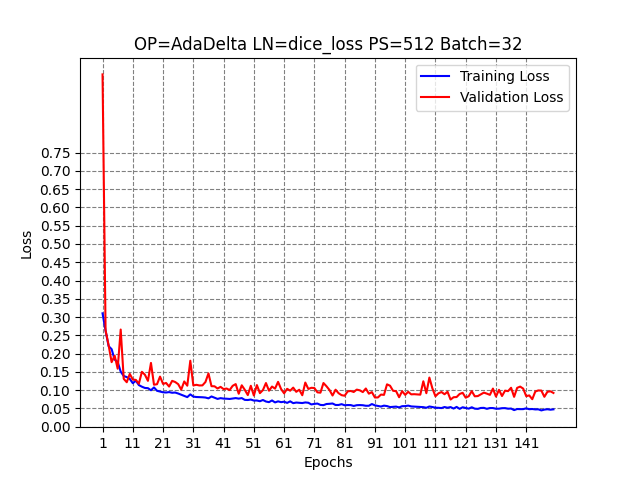 OP=AdaDelta LN=dice_loss PS=512 Batch=32
Training Loss
Validation Loss
0.75
0.70
0.65
0.60
0.55
0.50
0.45
0.40
0.35
0.30
0.25
0.20
0.15
0.10
0.05
0.00
Loss
1 11 21 31 41 51 61 71 81 91 101 111 121 131 141
Epochs